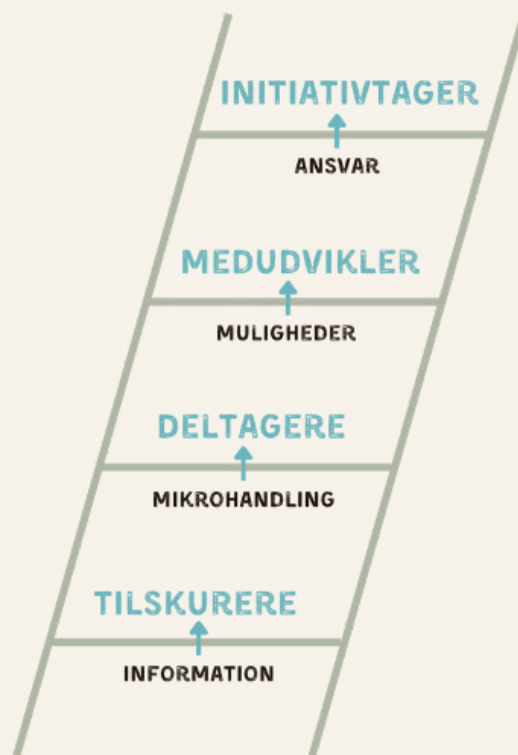 INITIATIVTAGER
ANSVAR
MEDUDVIKLER
MULIGHEDER
DELTAGERE
MIKROHANDLING
TILSKURERE
INFORMATION